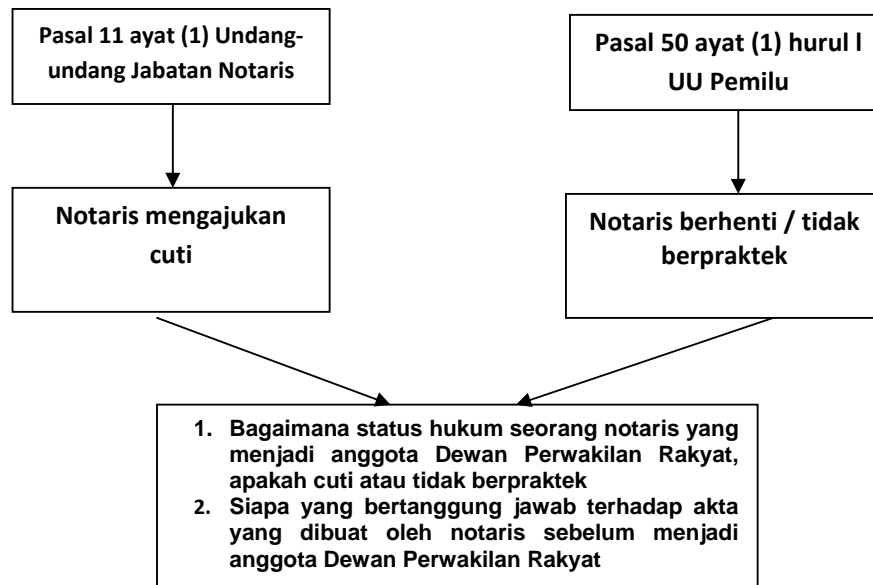 Pasal 11 ayat (1) Undang-
undang Jabatan Notaris
Pasal 50 ayat (1) hurul l
UU Pemilu
Notaris mengajukan
cuti
Notaris berhenti / tidak
berpraktek
1. Bagaimana status hukum seorang notaris yang
menjadi anggota Dewan Perwakilan Rakyat,
apakah cuti atau tidak berpraktek
2. Siapa yang bertanggung jawab terhadap akta
yang dibuat oleh notaris sebelum menjadi
anggota Dewan Perwakilan Rakyat